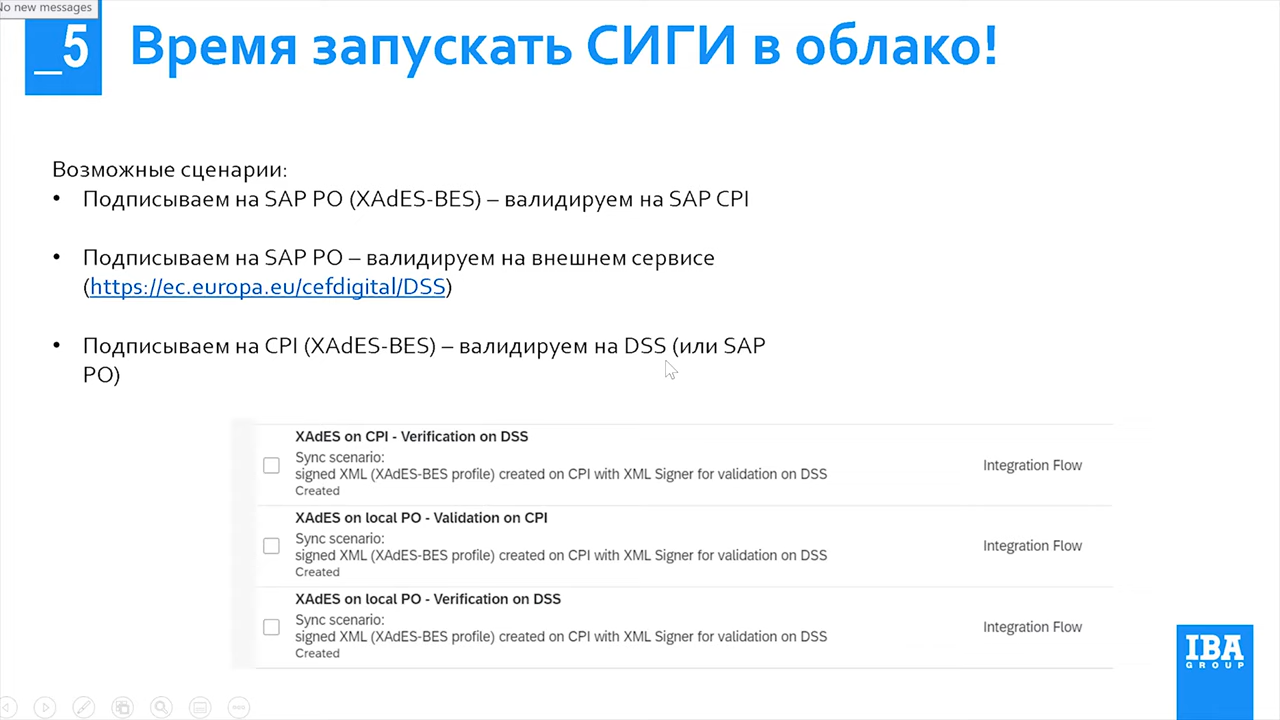 No new messages
_5
Время запускать СИГИ в облако!
Возможные сценарии:
• Подписываем на SAP PO (XAdES-BES) – валидируем на SAP CPI
• Подписываем на SAP PO – валидируем на внешнем сервисе
(https://ec.europa.eu/cefdigital/DSS)
• Подписываем на CPI (XAdES-BES) – валидируем на DSS (или SAP
PO)
XAdES on CPI - Verification on DSS
Sync scenario:
signed XML (XAdES-BES profile) created on CPI with XML Signer for validation on DSS
Integration Flow
Created
XAdES on local PO - Validation on CPI
Sync scenario:
signed XML (XAdES-BES profile) created on CPI with XML Signer for validation on DSS
Integration Flow
Created
XAdES on local PO - Verification on DSS
Sync scenario:
signed XML (XAdES-BES profile) created on CPI with XML Signer for validation on DSS
Integration Flow
Created
IBA
GROUP